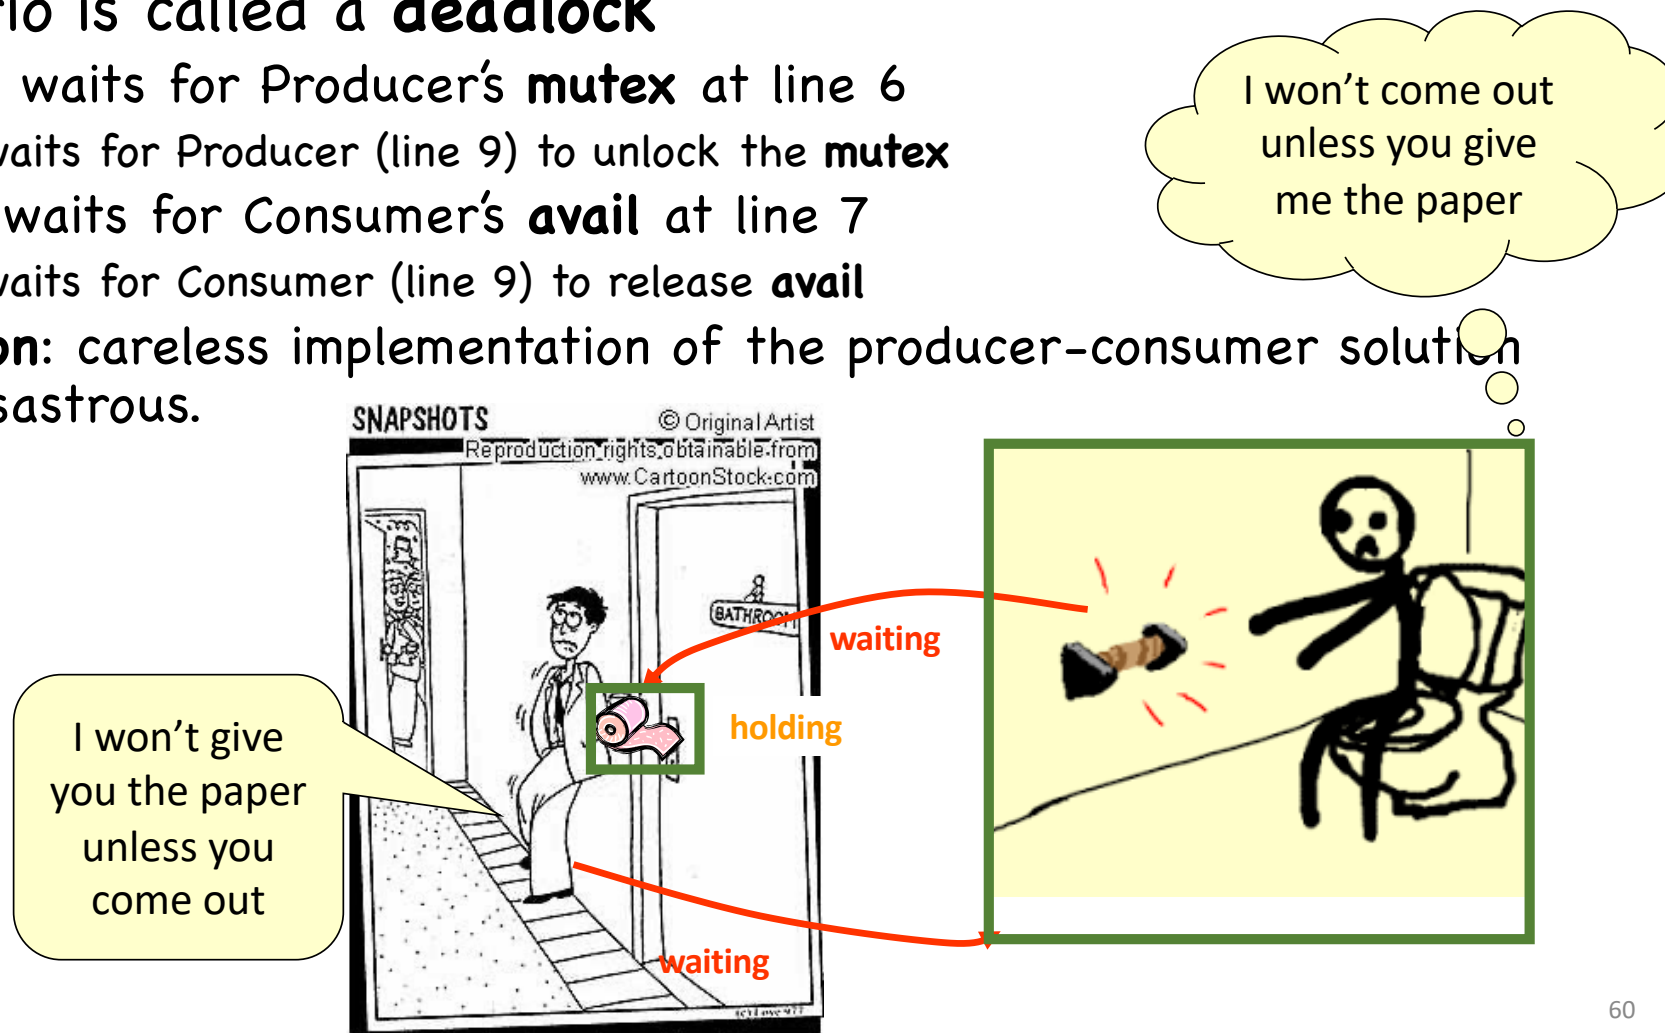 rio is called a deadlock
waits for Producer's mutex at line 6
waits for Producer (line 9) to unlock the mutex
waits for Consumer's avail at line 7
waits for Consumer (line 9) to release avail
on: careless implementation of the producer-consumer solution
sastrous.
I won't come out
unless you give
me the paper
SNAPSHOTS © Original Artist
Reproduction rights obtainable from
www.CartoonStock.com
BATHROOM
waiting
holding
I won't give
you the paper
unless you
come out
waiting
60